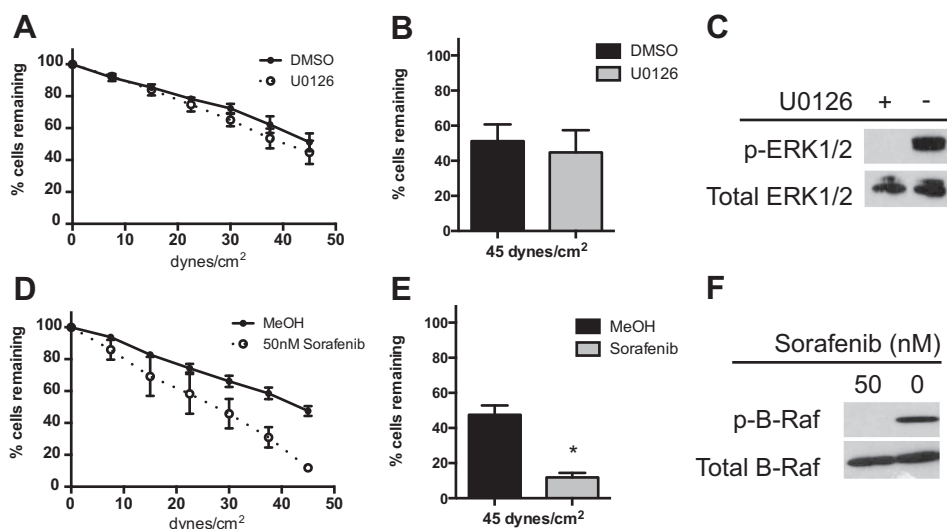 A
% cells remaining
100
80
60
40
20
0
DMSO
U0126
0 10 20 30 40 50
dynes/cm²
B
% cells remaining
100
80
60
40
20
0
DMSO
U0126
45 dynes/cm²
C
U0126 + -
p-ERK1/2
Total ERK1/2
D
% cells remaining
100
80
60
40
20
0
MeOH
50nM Sorafenib
0 10 20 30 40 50
dynes/cm²
E
% cells remaining
100
80
60
40
20
0
MeOH
Sorafenib
*
45 dynes/cm²
F
Sorafenib (nM)
50 0
p-B-Raf
Total B-Raf